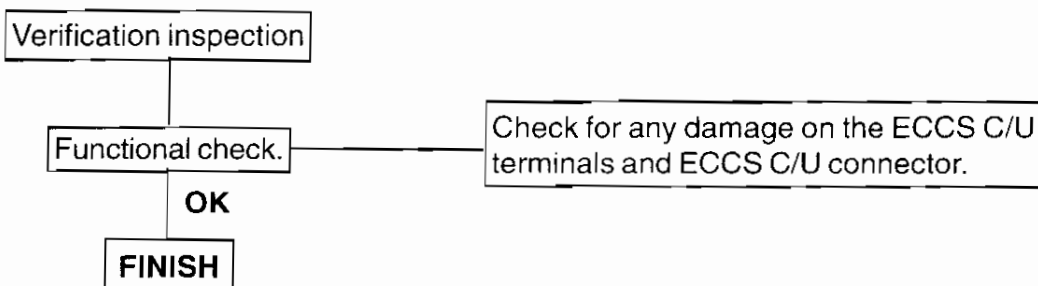 Verification inspection
Functional check.
Check for any damage on the ECCS C/U
terminals and ECCS C/U connector.
OK
FINISH